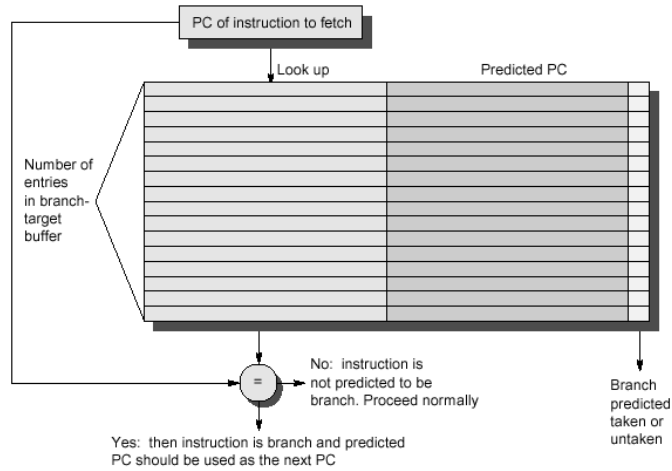 PC of instruction to fetch
Look up
Predicted PC
Number of
entries
in branch-
target
buffer
=
No: instruction is
not predicted to be
branch. Proceed normally
Branch
predicted
taken or
untaken
Yes: then instruction is branch and predicted
PC should be used as the next PC